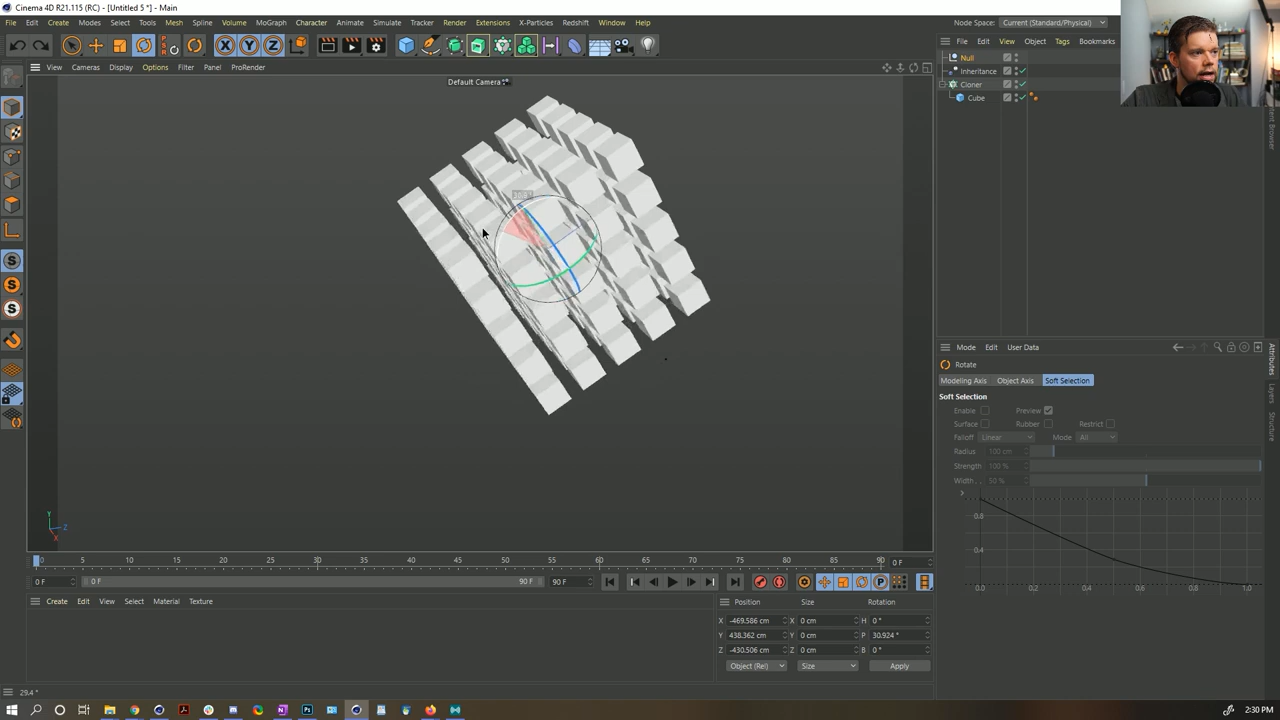 Cinema 4D R21.115 (RC) - [Untitled 5 *] - Main
File Edit Create Modes Select Tools Mesh Spline Volume MoGraph Character Animate Simulate Tracker Render Extensions X-Particles Redshift Window Help
Node Space: Current (Standard/Physical)
File Edit View Object Tags Bookmarks
View Cameras Display Options Filter Panel ProRender
Default Camera
Null
Inheritance
Cloner
Cube
Content Browser
Mode Edit User Data
Rotate
Modeling Axis Object Axis Soft Selection
Soft Selection
Enable Preview
Surface Rubber Restrict
Falloff Linear Mode All
Radius 100 cm
Strength 100 %
Width . . 50 %
0.8
0.4
0.0 0.2 0.4 0.6 0.8 1.0
Attributes
Layers
Structure
Y
Z
X
0 5 10 15 20 25 30 35 40 45 50 55 60 65 70 75 80 85 90 0 F
0 F 0 F 90 F 90 F
P
Create Edit View Select Material Texture
Position Size Rotation
X -469.586 cm X 0 cm H 0 °
Y 438.362 cm Y 0 cm P 30.924 °
Z -430.506 cm Z 0 cm B 0 °
Object (Rel) Size Apply
29.4 °
2:30 PM